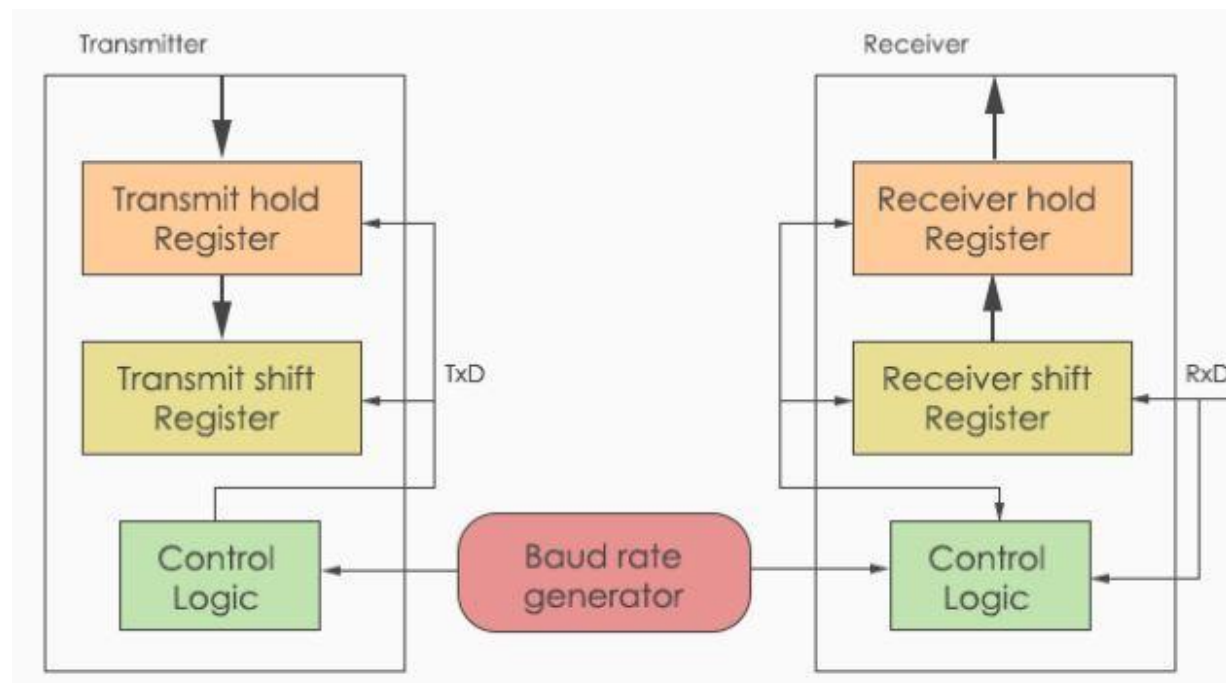 Transmitter
Receiver
Transmit hold
Register
Receiver hold
Register
Transmit shift
Register
TxD
Receiver shift
Register
RxD
Control
Logic
Baud rate
generator
Control
Logic